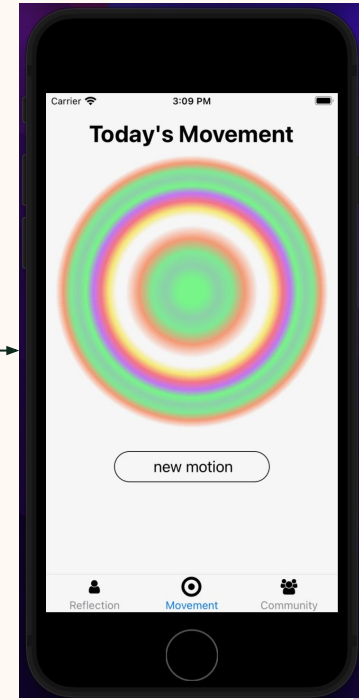 Carrier 3:09 PM
Today's Movement
new motion
Reflection Movement Community